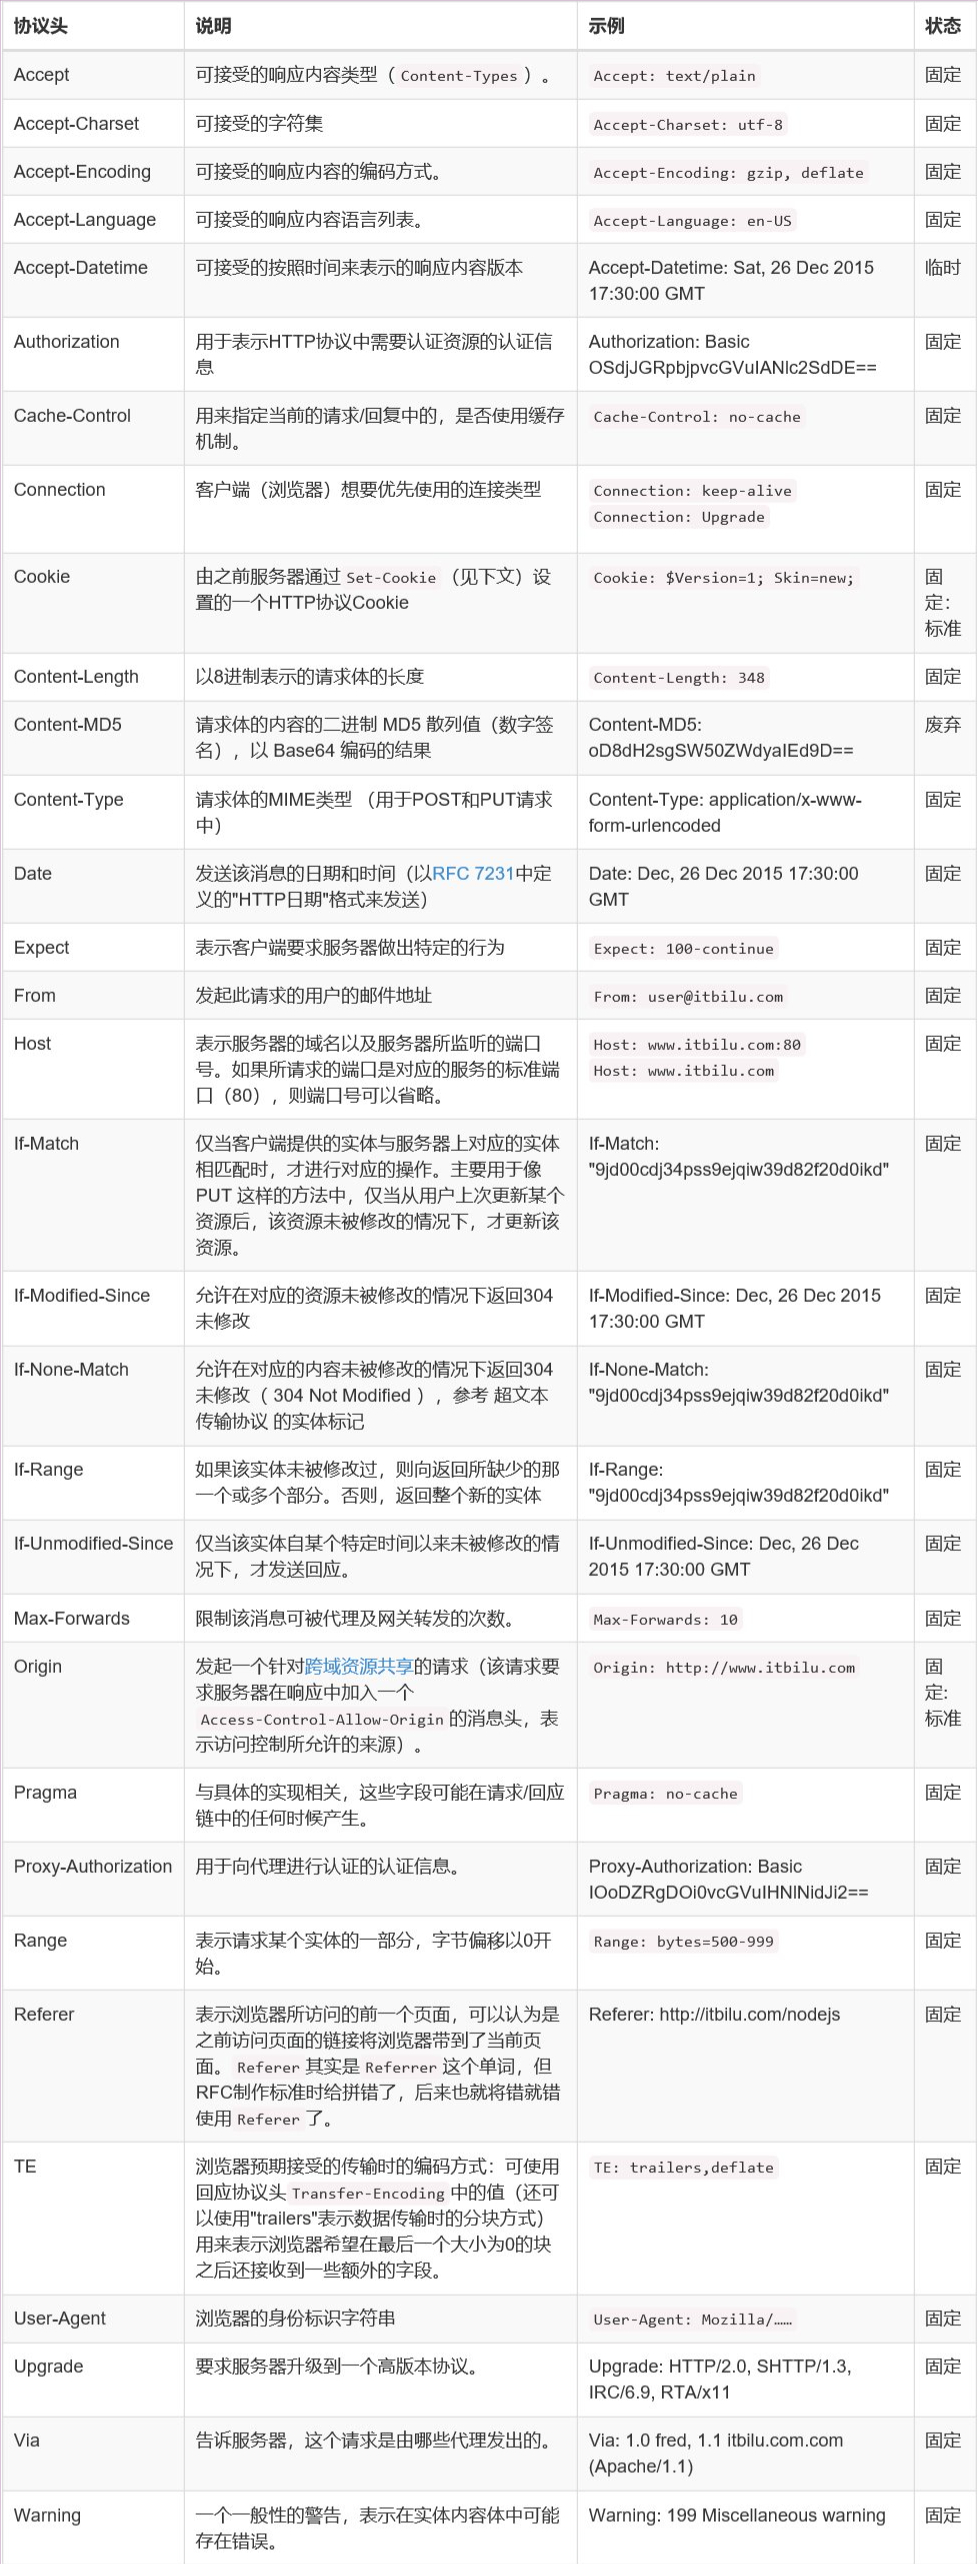 协议头 说明 示例 状态
Accept 可接受的响应内容类型（Content-Types）。 Accept: text/plain 固定
Accept-Charset 可接受的字符集 Accept-Charset: utf-8 固定
Accept-Encoding 可接受的响应内容的编码方式。 Accept-Encoding: gzip, deflate 固定
Accept-Language 可接受的响应内容语言列表。 Accept-Language: en-US 固定
Accept-Datetime 可接受的按照时间来表示的响应内容版本 Accept-Datetime: Sat, 26 Dec 2015 临时
17:30:00 GMT
Authorization 用于表示HTTP协议中需要认证资源的认证信 Authorization: Basic 固定
息 OSdjJGRpbjpvcGVuIANlc2SdDE==
Cache-Control 用来指定当前的请求/回复中的，是否使用缓存 Cache-Control: no-cache 固定
机制。
Connection 客户端（浏览器）想要优先使用的连接类型 Connection: keep-alive 固定
Connection: Upgrade
Cookie 由之前服务器通过 Set-Cookie （见下文）设 Cookie: $Version=1; Skin=new; 固
置的一个HTTP协议Cookie 定：
标准
Content-Length 以8进制表示的请求体的长度 Content-Length: 348 固定
Content-MD5 请求体的内容的二进制 MD5 散列值（数字签 Content-MD5: 废弃
名），以 Base64 编码的结果 oD8dH2sgSW50ZWdyaIEd9D==
Content-Type 请求体的MIME类型 （用于POST和PUT请求 Content-Type: application/x-www- 固定
中） form-urlencoded
Date 发送该消息的日期和时间（以RFC 7231中定 Date: Dec, 26 Dec 2015 17:30:00 固定
义的"HTTP日期"格式来发送） GMT
Expect 表示客户端要求服务器做出特定的行为 Expect: 100-continue 固定
From 发起此请求的用户的邮件地址 From: user@itbilu.com 固定
Host 表示服务器的域名以及服务器所监听的端口 Host: www.itbilu.com:80 固定
号。如果所请求的端口是对应的服务的标准端 Host: www.itbilu.com
口（80），则端口号可以省略。
If-Match 仅当客户端提供的实体与服务器上对应的实体 If-Match: 固定
相匹配时，才进行对应的操作。主要用于像 "9jd00cdj34pss9ejqiw39d82f20d0ikd"
PUT 这样的方法中，仅当从用户上次更新某个
资源后，该资源未被修改的情况下，才更新该
资源。
If-Modified-Since 允许在对应的资源未被修改的情况下返回304 If-Modified-Since: Dec, 26 Dec 2015 固定
未修改 17:30:00 GMT
If-None-Match 允许在对应的内容未被修改的情况下返回304 If-None-Match: 固定
未修改（ 304 Not Modified ），参考 超文本 "9jd00cdj34pss9ejqiw39d82f20d0ikd"
传输协议 的实体标记
If-Range 如果该实体未被修改过，则向返回所缺少的那 If-Range: 固定
一个或多个部分。否则，返回整个新的实体 "9jd00cdj34pss9ejqiw39d82f20d0ikd"
If-Unmodified-Since 仅当该实体自某个特定时间以来未被修改的情 If-Unmodified-Since: Dec, 26 Dec 固定
况下，才发送回应。 2015 17:30:00 GMT
Max-Forwards 限制该消息可被代理及网关转发的次数。 Max-Forwards: 10 固定
Origin 发起一个针对跨域资源共享的请求（该请求要 Origin: http://www.itbilu.com 固
求服务器在响应中加入一个 定:
Access-Control-Allow-Origin 的消息头，表 标准
示访问控制所允许的来源）。
Pragma 与具体的实现相关，这些字段可能在请求/回应 Pragma: no-cache 固定
链中的任何时候产生。
Proxy-Authorization 用于向代理进行认证的认证信息。 Proxy-Authorization: Basic 固定
IOoDZRgDOi0vcGVuIHNlNidJi2==
Range 表示请求某个实体的一部分，字节偏移以0开 Range: bytes=500-999 固定
始。
Referer 表示浏览器所访问的前一个页面，可以认为是 Referer: http://itbilu.com/nodejs 固定
之前访问页面的链接将浏览器带到了当前页
面。 Referer 其实是 Referrer 这个单词，但
RFC制作标准时给拼错了，后来也就将错就错
使用 Referer 了。
TE 浏览器预期接受的传输时的编码方式：可使用 TE: trailers,deflate 固定
回应协议头 Transfer-Encoding 中的值（还可
以使用"trailers"表示数据传输时的分块方式）
用来表示浏览器希望在最后一个大小为0的块
之后还接收到一些额外的字段。
User-Agent 浏览器的身份标识字符串 User-Agent: Mozilla/…… 固定
Upgrade 要求服务器升级到一个高版本协议。 Upgrade: HTTP/2.0, SHTTP/1.3, 固定
IRC/6.9, RTA/x11
Via 告诉服务器，这个请求是由哪些代理发出的。 Via: 1.0 fred, 1.1 itbilu.com.com 固定
(Apache/1.1)
Warning 一个一般性的警告，表示在实体内容体中可能 Warning: 199 Miscellaneous warning 固定
存在错误。